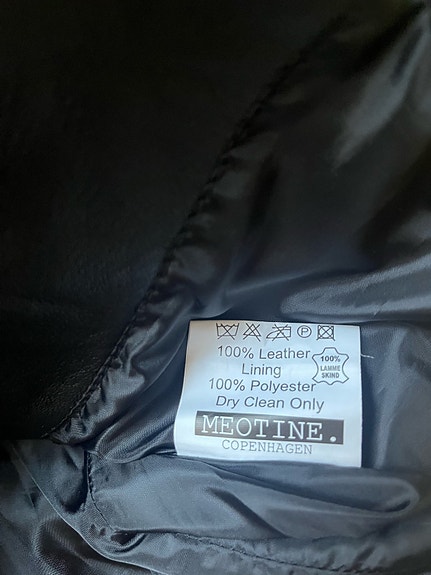 P
100% Leather
100%
LAMME
SKIND
Lining
100% Polyester
Dry Clean Only
MEOTINE.
COPENHAGEN